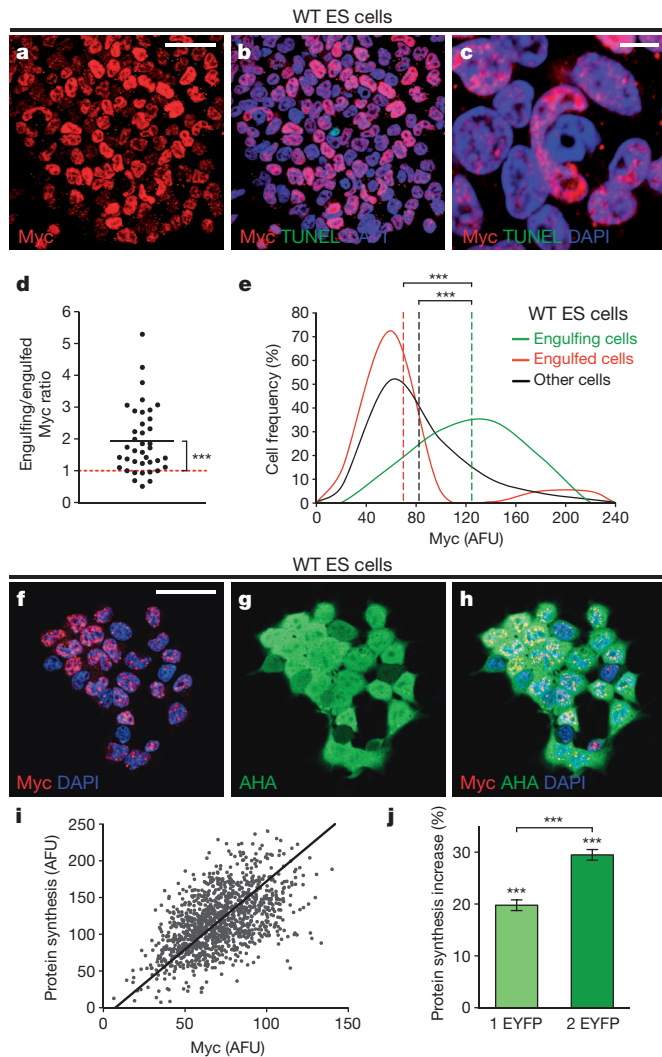 WT ES cells
a
b
c
Myc
Myc TUNEL DAPI
Myc TUNEL DAPI
d
Engulfing/engulfed
Myc ratio
6
5
4
3
2
1
0
***
e
***
***
WT ES cells
Engulfing cells
Engulfed cells
Other cells
Cell frequency (%)
80
70
60
50
40
30
20
10
0
0 40 80 120 160 200 240
Myc (AFU)
WT ES cells
f
g
h
Myc DAPI
AHA
Myc AHA DAPI
i
Protein synthesis (AFU)
250
200
150
100
50
0
0 50 100 150
Myc (AFU)
j
Protein synthesis increase (%)
30
20
10
0
***
***
***
1 EYFP 2 EYFP